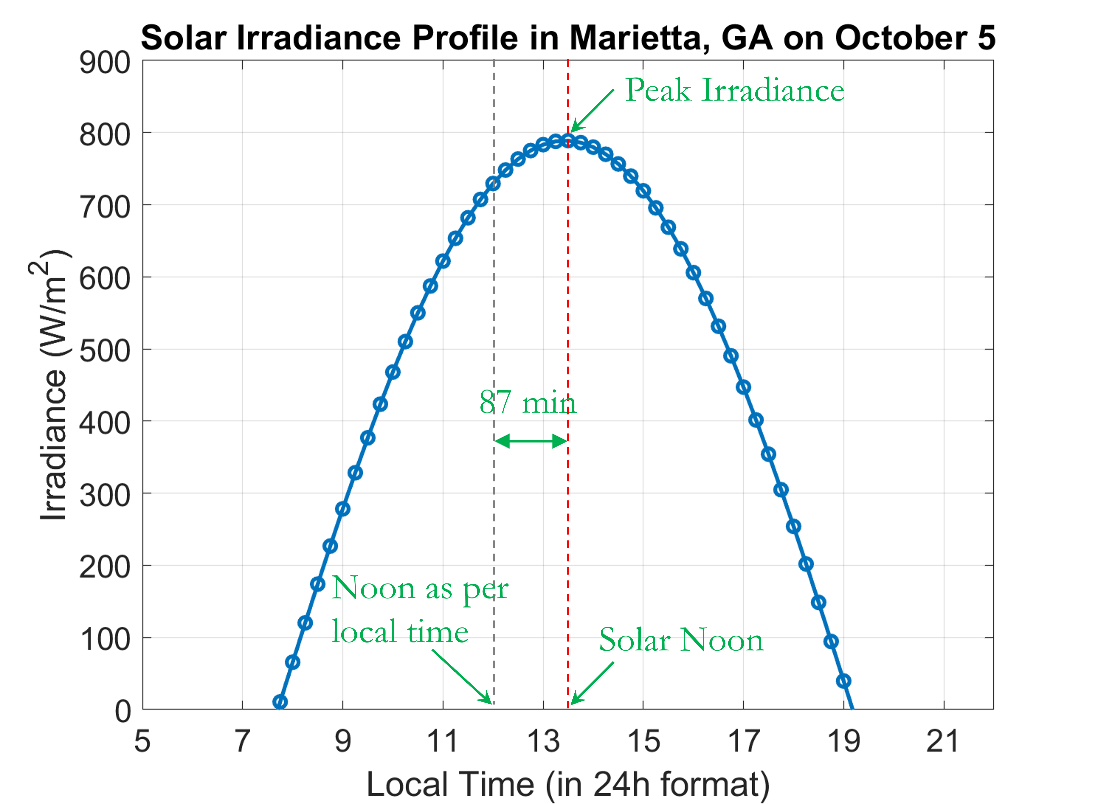 Solar Irradiance Profile in Marietta, GA on October 5
900
800
700
600
500
400
300
200
100
0
Irradiance (W/m²)
Peak Irradiance
87 min
Noon as per
local time
Solar Noon
5 7 9 11 13 15 17 19 21
Local Time (in 24h format)